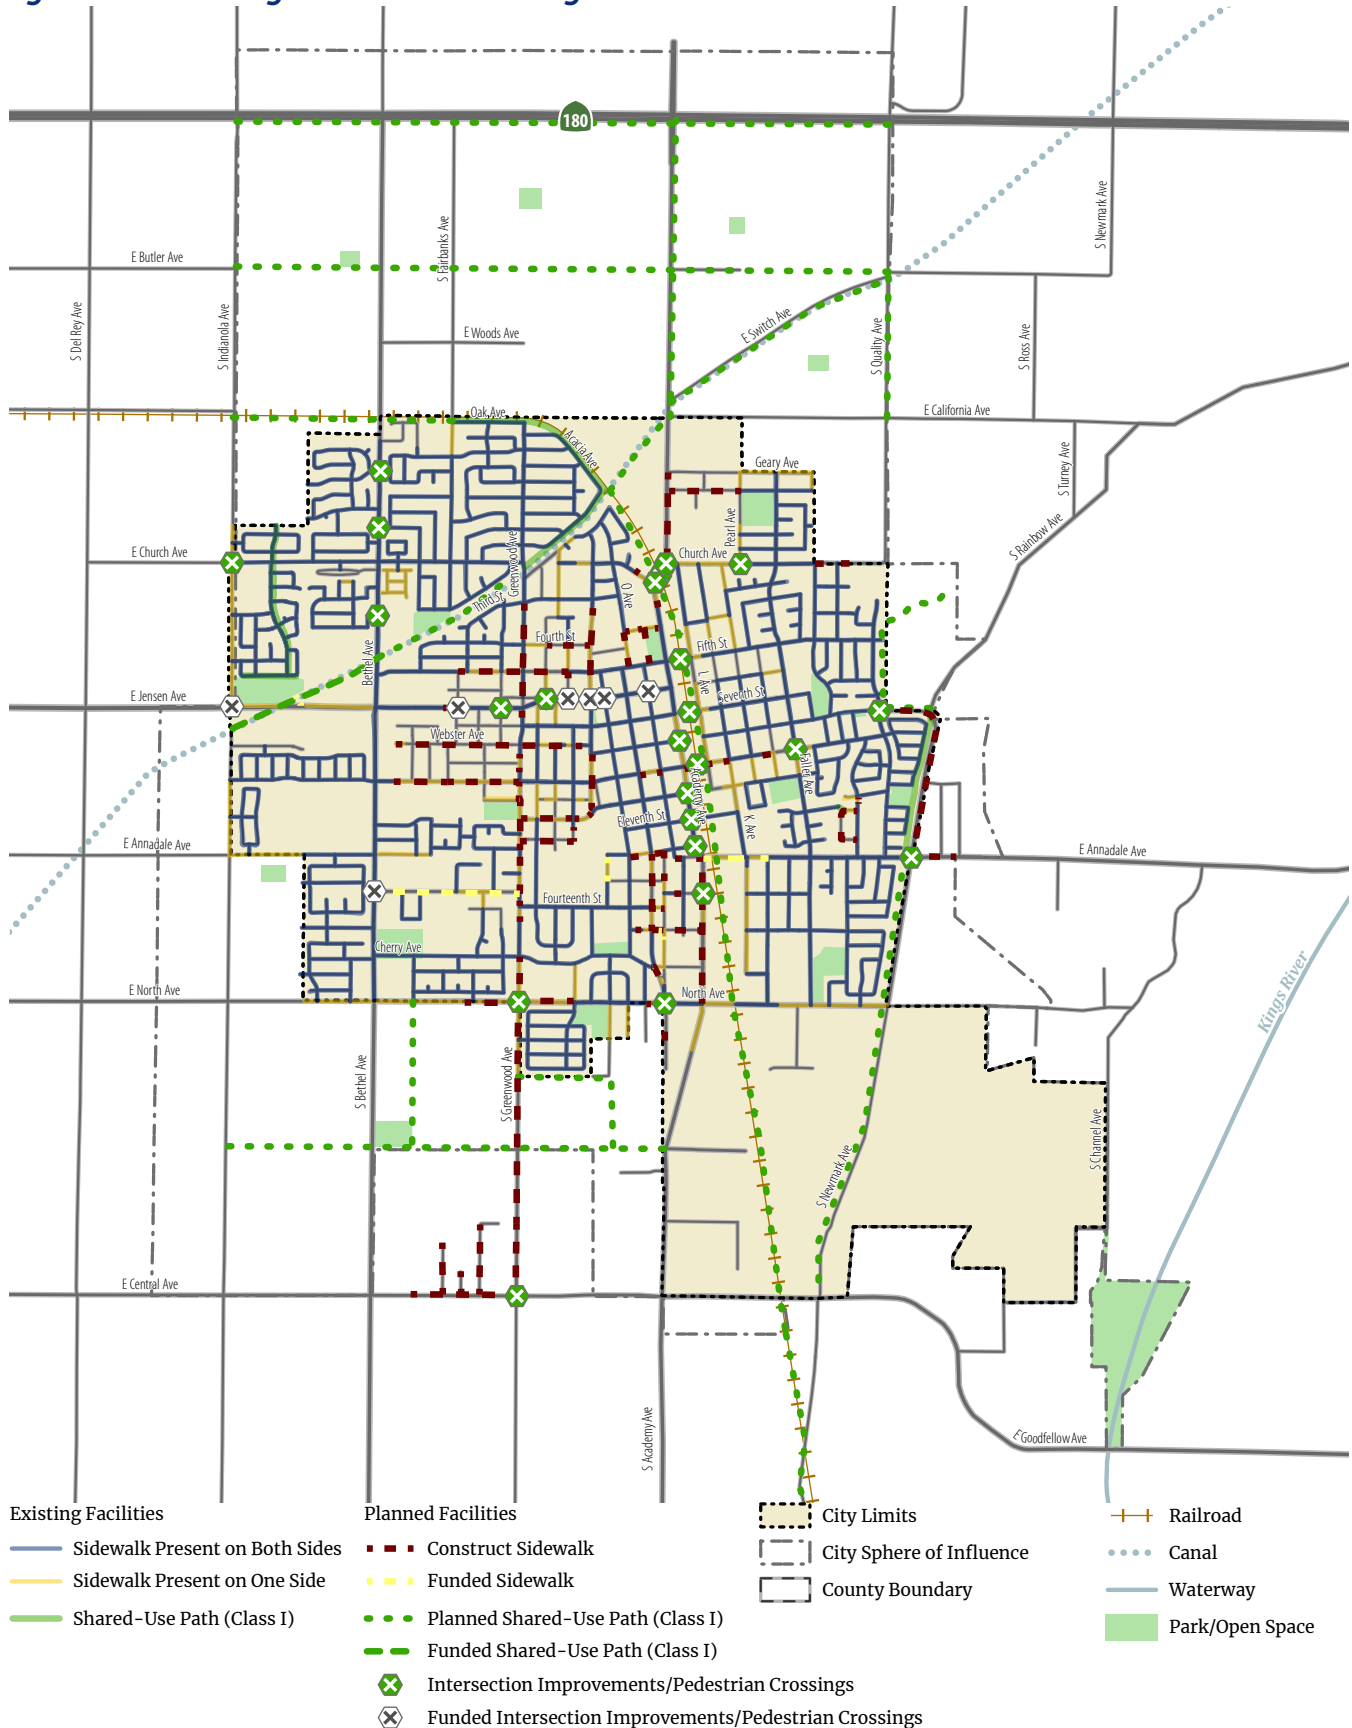 180
S Newmark Ave
S Fairbanks Ave
E Butler Ave
S Del Rey Ave
S Indianola Ave
E Woods Ave
E Switch Ave
S Quality Ave
S Ross Ave
Oak Ave
E California Ave
Acacia Ave
Geary Ave
S Turney Ave
Pearl Ave
S Rainbow Ave
E Church Ave
Greenwood Ave
Church Ave
Third St
O Ave
Fourth St
Fifth St
Bethel Ave
L Ave
Seventh St
E Jensen Ave
Webster Ave
Faller Ave
Academy Ave
Eleventh St
K Ave
E Annadale Ave
E Annadale Ave
Fourteenth St
Cherry Ave
E North Ave
North Ave
Kings River
S Bethel Ave
S Greenwood Ave
S Channel Ave
S Newmark Ave
E Central Ave
S Academy Ave
E Goodfellow Ave
Existing Facilities
Sidewalk Present on Both Sides
Sidewalk Present on One Side
Shared-Use Path (Class I)
Planned Facilities
Construct Sidewalk
Funded Sidewalk
Planned Shared-Use Path (Class I)
Funded Shared-Use Path (Class I)
Intersection Improvements/Pedestrian Crossings
Funded Intersection Improvements/Pedestrian Crossings
City Limits
City Sphere of Influence
County Boundary
Railroad
Canal
Waterway
Park/Open Space